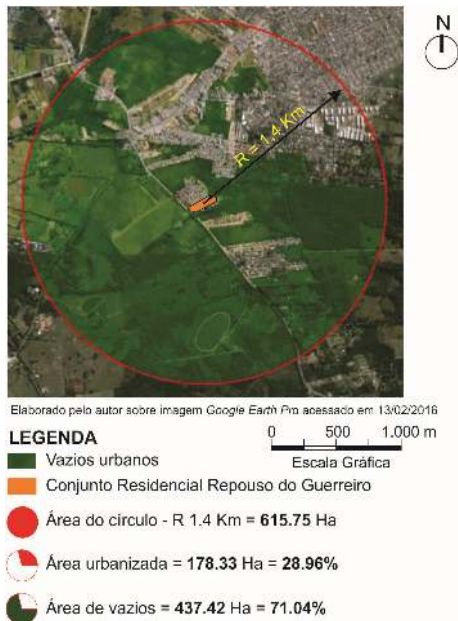 N
R = 1,4 Km
Elaborado pelo autor sobre imagem Google Earth Pro acessado em 13/02/2016
LEGENDA
0 500 1.000 m
Escala Gráfica
Vazios urbanos
Conjunto Residencial Repouso do Guerreiro
Área do círculo - R 1.4 Km = 615.75 Ha
Área urbanizada = 178.33 Ha = 28.96%
Área de vazios = 437.42 Ha = 71.04%